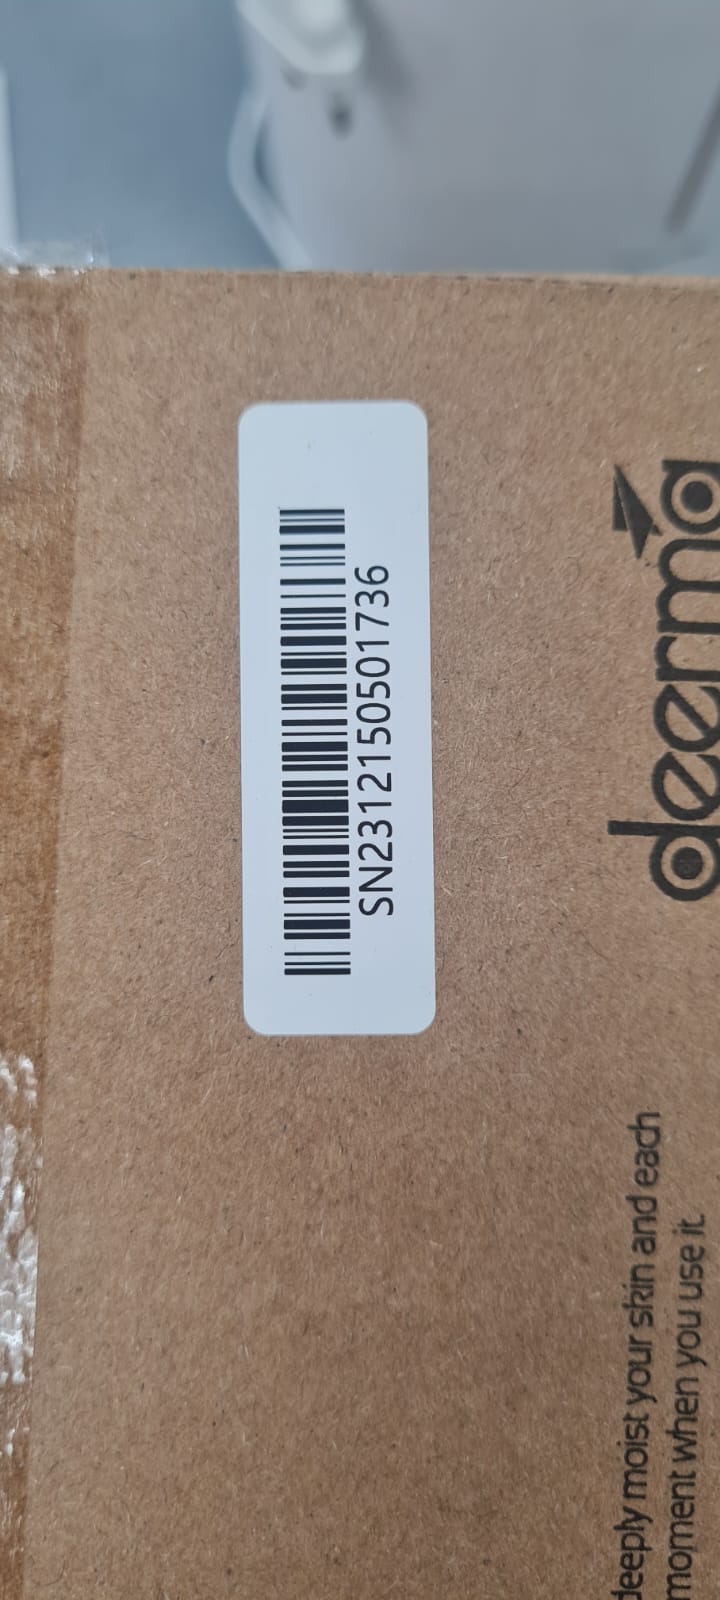 SN2312150501736
deerma
deeply moist your skin and each
moment when you use it